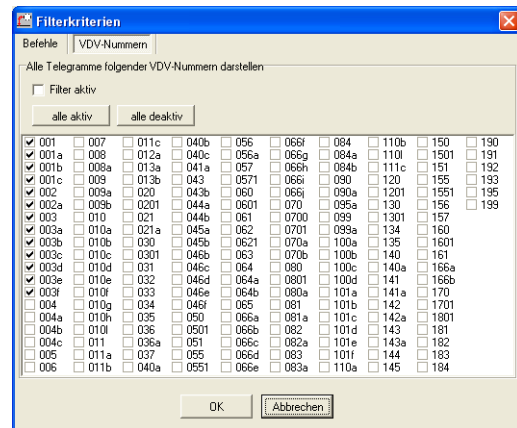 Filterkriterien
Befehle VDV-Nummern
Alle Telegramme folgender VDV-Nummern darstellen
Filter aktiv
alle aktiv alle deaktiv
001 007 011c 040b 056 066f 084 110b 150 190
001a 008 012a 040c 056a 066g 084a 110l 1501 191
001b 008a 013a 041a 057 066h 084b 111c 151 192
001c 009 013b 043 0571 066i 090 120 155 193
002 009a 020 043b 060 066j 090a 1201 1551 195
002a 009b 0201 044a 0601 070 095a 130 156 199
003 010 021 044b 061 0700 099 1301 157
003a 010a 021a 045a 062 0701 099a 134 160
003b 010b 030 045b 0621 070a 100a 135 1601
003c 010c 0301 046b 063 070b 100b 140 161
003d 010d 031 046c 064 080 100c 140a 166a
003e 010e 032 046d 064a 0801 100d 141 166b
003f 010f 033 046e 064b 080a 101a 141a 170
004 010g 034 046f 065 081 101b 142 1701
004a 010h 035 050 066a 081a 101c 142a 1801
004b 010l 036 0501 066b 082 101d 143 181
004c 011 036a 051 066c 082a 101e 143a 182
005 011a 037 055 066d 083 101f 144 183
006 011b 040a 0551 066e 083a 110a 145 184
OK Abbrechen